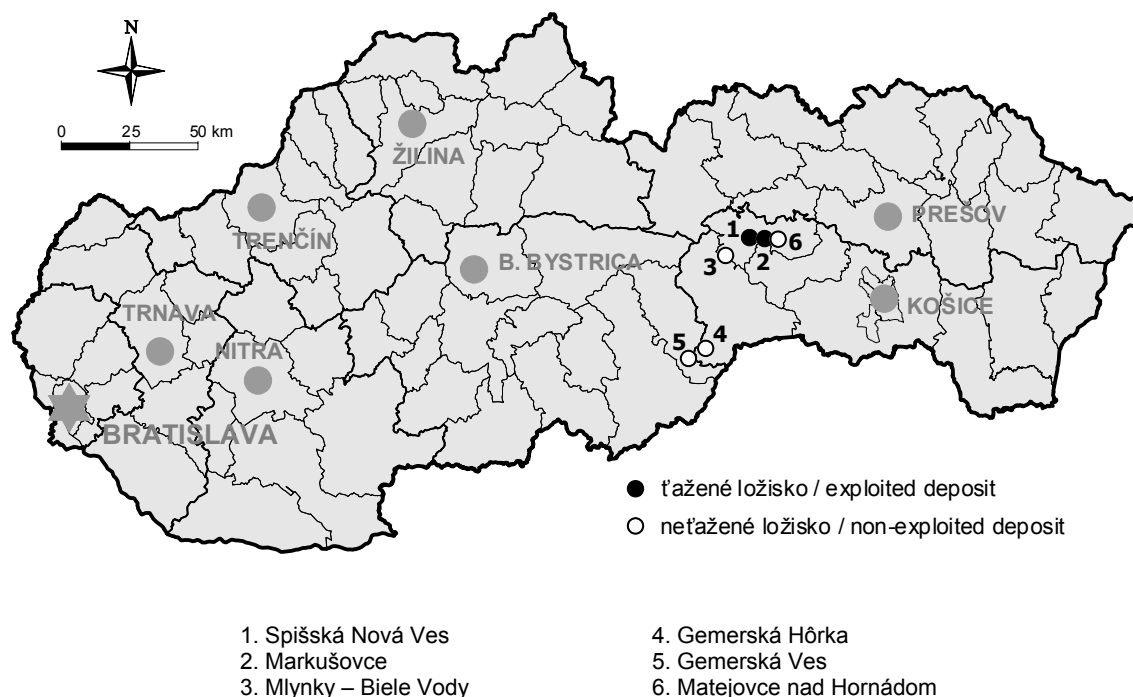 N
0 25 50 km
ŽILINA
TRENČÍN
PREŠOV
1
6
2
3
B. BYSTRICA
KOŠICE
TRNAVA
NITRA
4
5
BRATISLAVA
ťažené ložisko / exploited deposit
neťažené ložisko / non-exploited deposit
1. Spišská Nová Ves
2. Markušovce
3. Mlynky – Biele Vody
4. Gemerská Hôrka
5. Gemerská Ves
6. Matejovce nad Hornádom